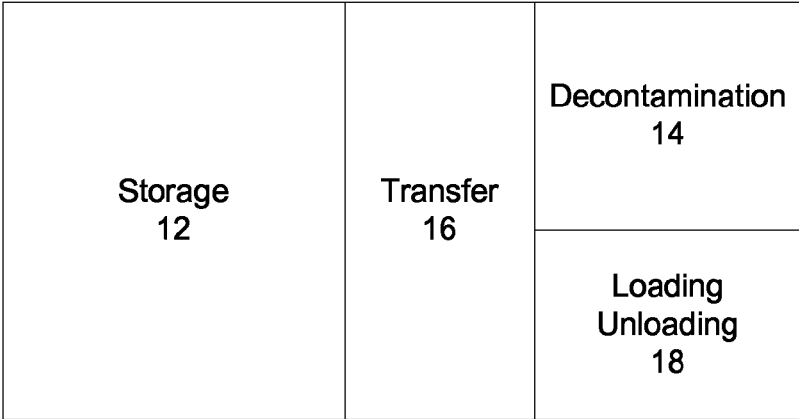 Storage
12
Transfer
16
Decontamination
14
Loading
Unloading
18